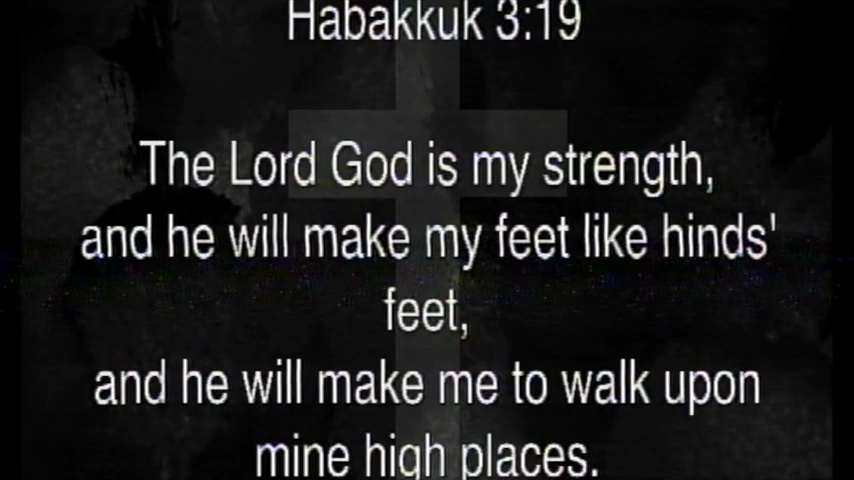 Habakkuk 3:19
The Lord God is my strength,
and he will make my feet like hinds'
feet,
and he will make me to walk upon
mine high places.